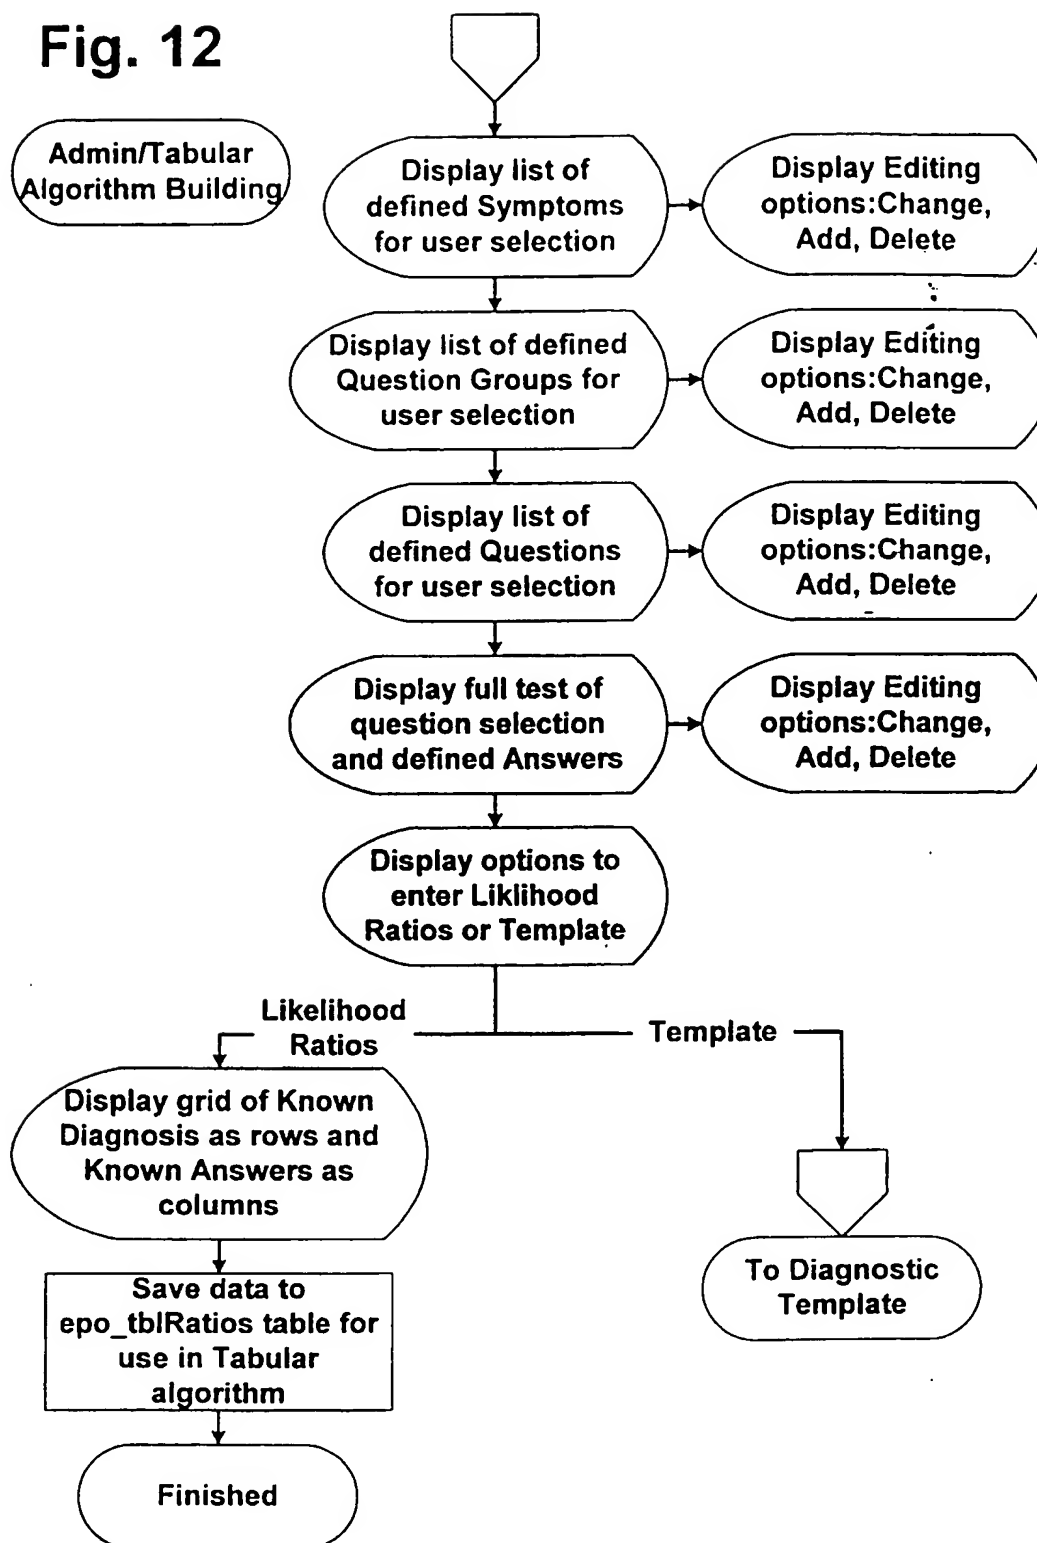 Fig. 12
Admin/Tabular
Algorithm Building
Display list of
defined Symptoms
for user selection
Display Editing
options:Change,
Add, Delete
Display list of defined
Question Groups for
user selection
Display Editing
options:Change,
Add, Delete
Display list of
defined Questions
for user selection
Display Editing
options:Change,
Add, Delete
Display full test of
question selection
and defined Answers
Display Editing
options:Change,
Add, Delete
Display options to
enter Liklihood
Ratios or Template
Likelihood
Ratios
Template
Display grid of Known
Diagnosis as rows and
Known Answers as
columns
Save data to
epo_tblRatios table for
use in Tabular
algorithm
Finished
To Diagnostic
Template